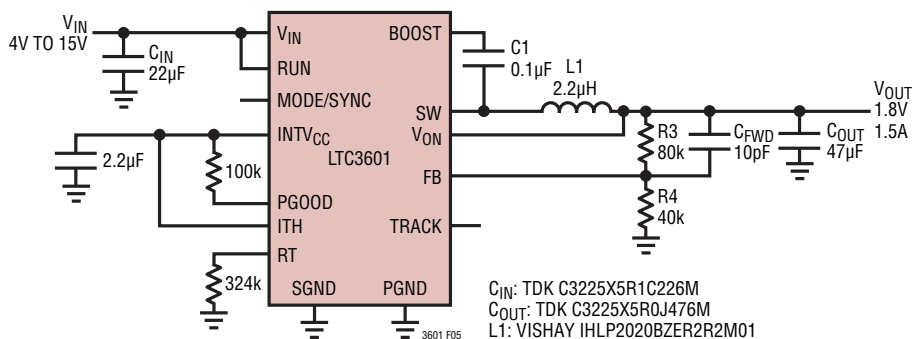 VIN
4V TO 15V
CIN
22µF
VIN
RUN
MODE/SYNC
INTVCC
LTC3601
2.2µF
100k
PGOOD
ITH
RT
324k
SGND
PGND
BOOST
C1
0.1µF
L1
2.2µH
SW
VON
FB
TRACK
R3
80k
CFWD
10pF
COUT
47µF
VOUT
1.8V
1.5A
R4
40k
CIN: TDK C3225X5R1C226M
COUT: TDK C3225X5R0J476M
L1: VISHAY IHLP2020BZER2R2M01
3601 F05